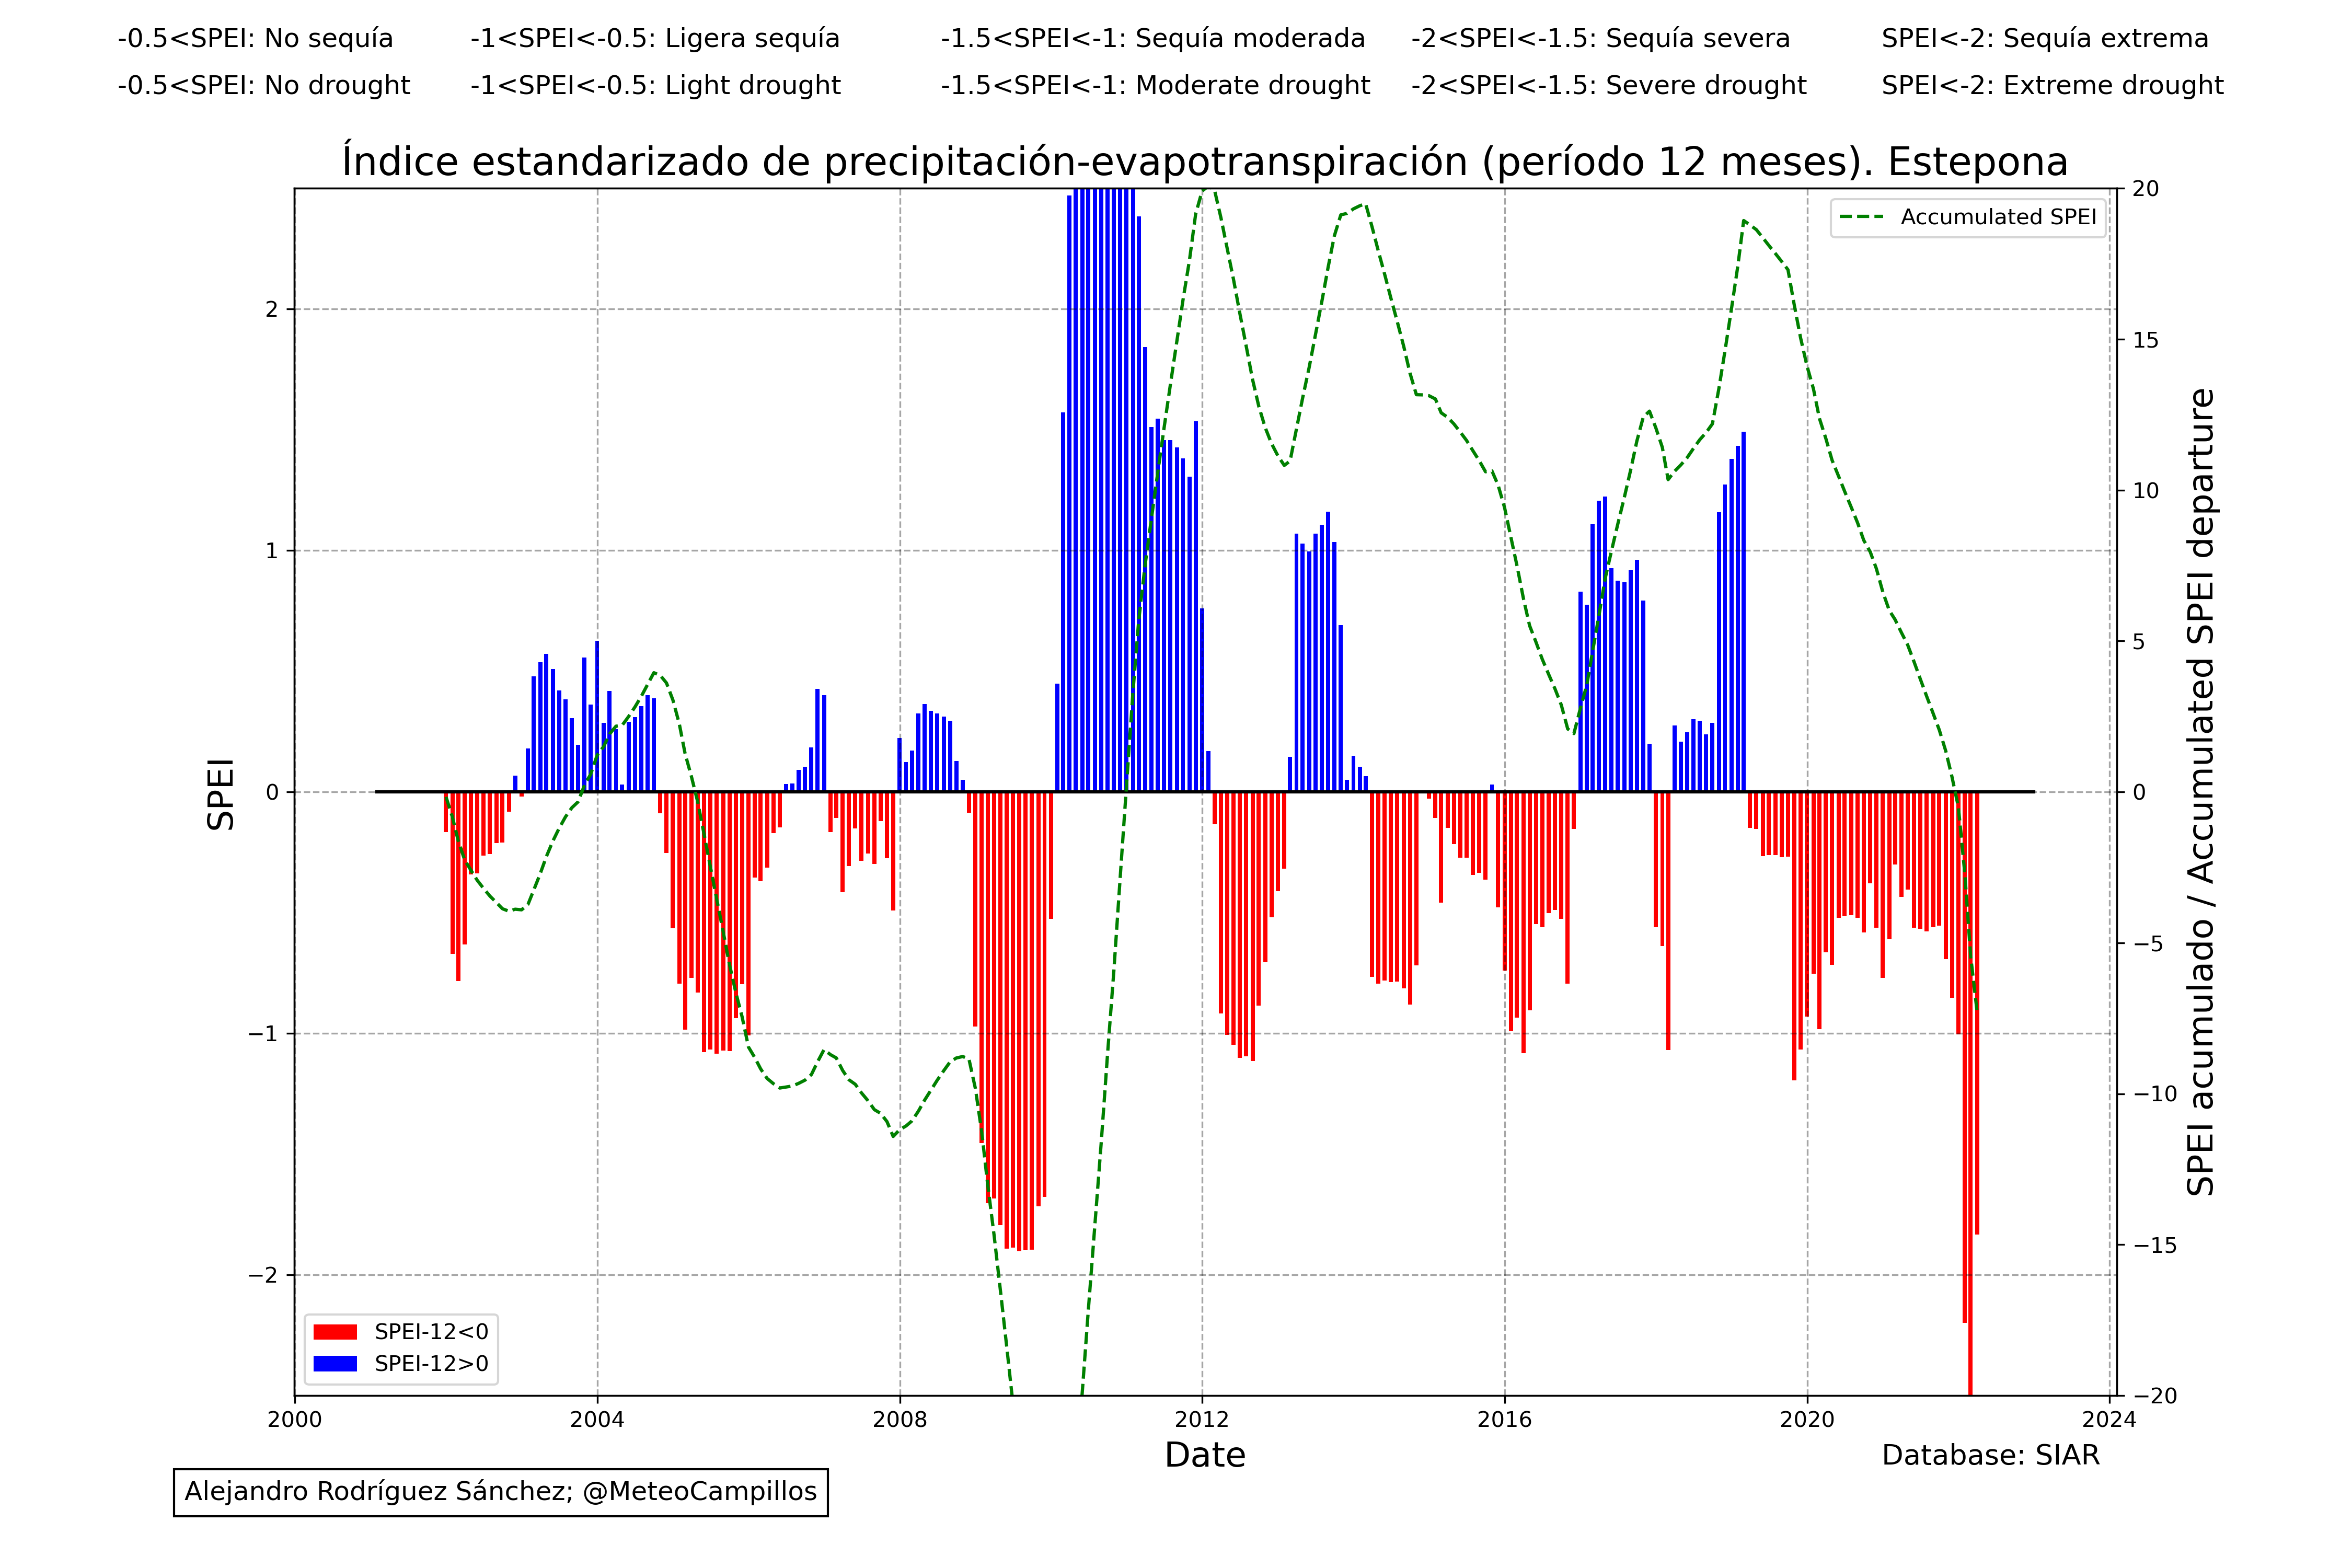 -0.5<SPEI: No sequía -1<SPEI<-0.5: Ligera sequía -1.5<SPEI<-1: Sequía moderada -2<SPEI<-1.5: Sequía severa SPEI<-2: Sequía extrema
-0.5<SPEI: No drought -1<SPEI<-0.5: Light drought -1.5<SPEI<-1: Moderate drought -2<SPEI<-1.5: Severe drought SPEI<-2: Extreme drought
Índice estandarizado de precipitación-evapotranspiración (período 12 meses). Estepona
Accumulated SPEI
SPEI
2
1
0
−1
−2
20
15
10
5
0
−5
−10
−15
−20
SPEI acumulado / Accumulated SPEI departure
SPEI-12<0
SPEI-12>0
2000 2004 2008 2012 2016 2020 2024
Date
Database: SIAR
Alejandro Rodríguez Sánchez; @MeteoCampillos